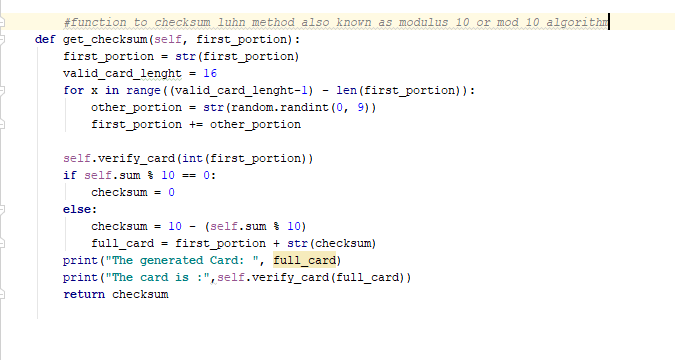 #function to checksum luhn method also known as modulus 10 or mod 10 algorithm
def get_checksum(self, first_portion):
first_portion = str(first_portion)
valid_card_lenght = 16
for x in range((valid_card_lenght-1) - len(first_portion)):
other_portion = str(random.randint(0, 9))
first_portion += other_portion
self.verify_card(int(first_portion))
if self.sum % 10 == 0:
checksum = 0
else:
checksum = 10 - (self.sum % 10)
full_card = first_portion + str(checksum)
print("The generated Card: ", full_card)
print("The card is :",self.verify_card(full_card))
return checksum